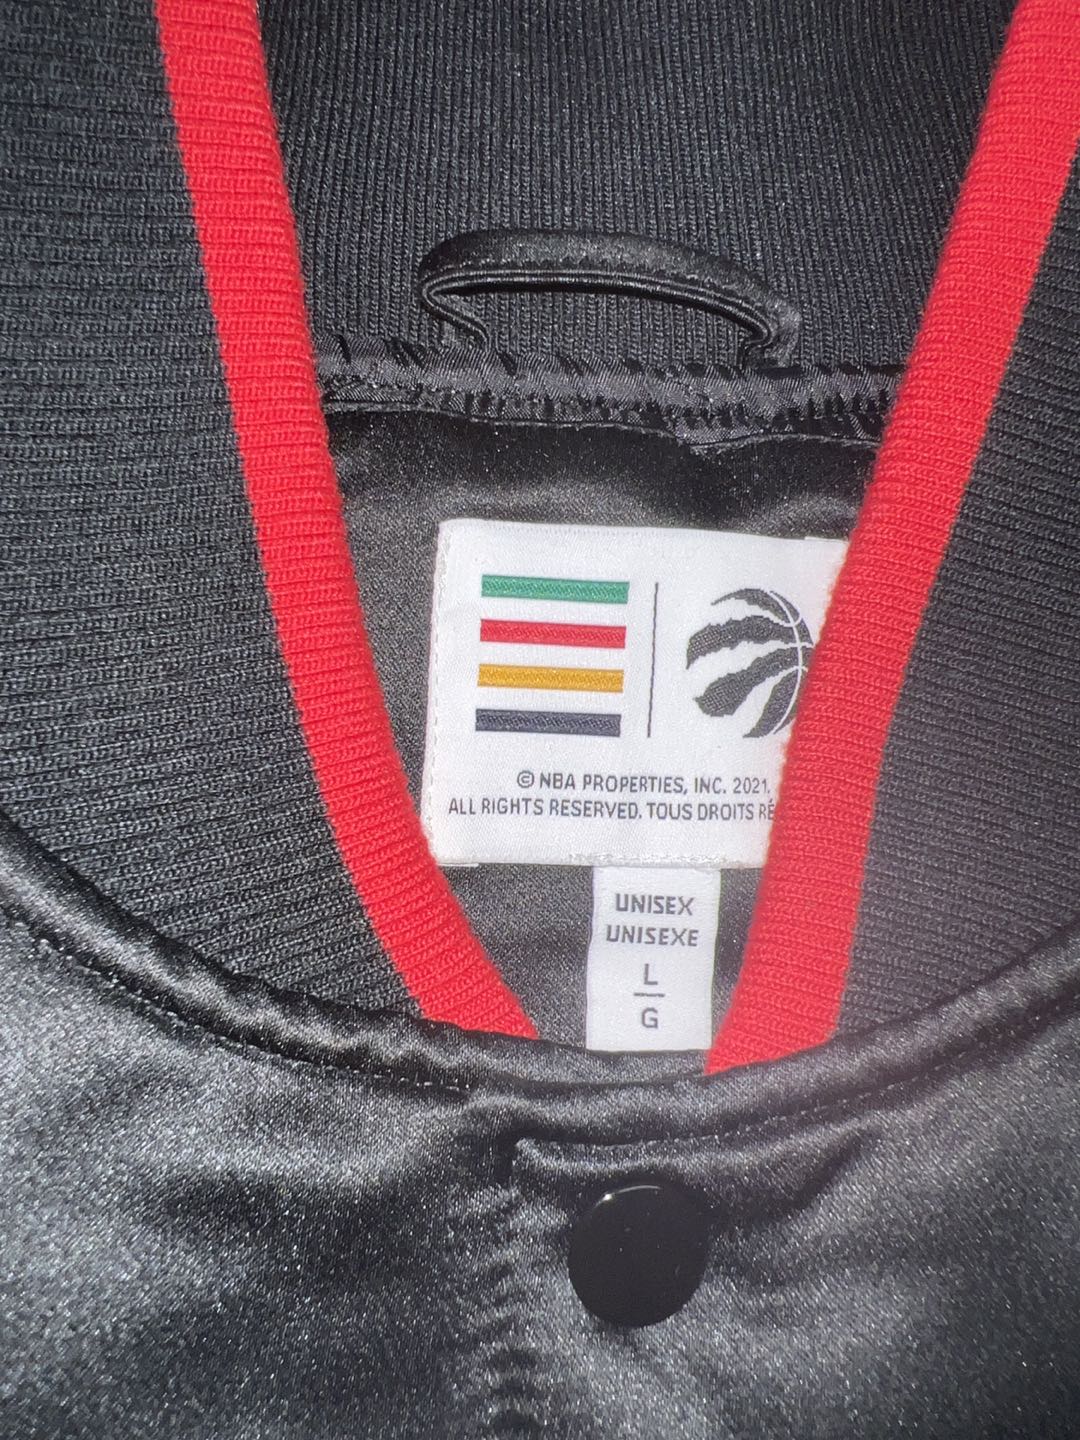 © NBA PROPERTIES, INC. 2021.
ALL RIGHTS RESERVED. TOUS DROITS
UNISEX
UNISEXE
L
G